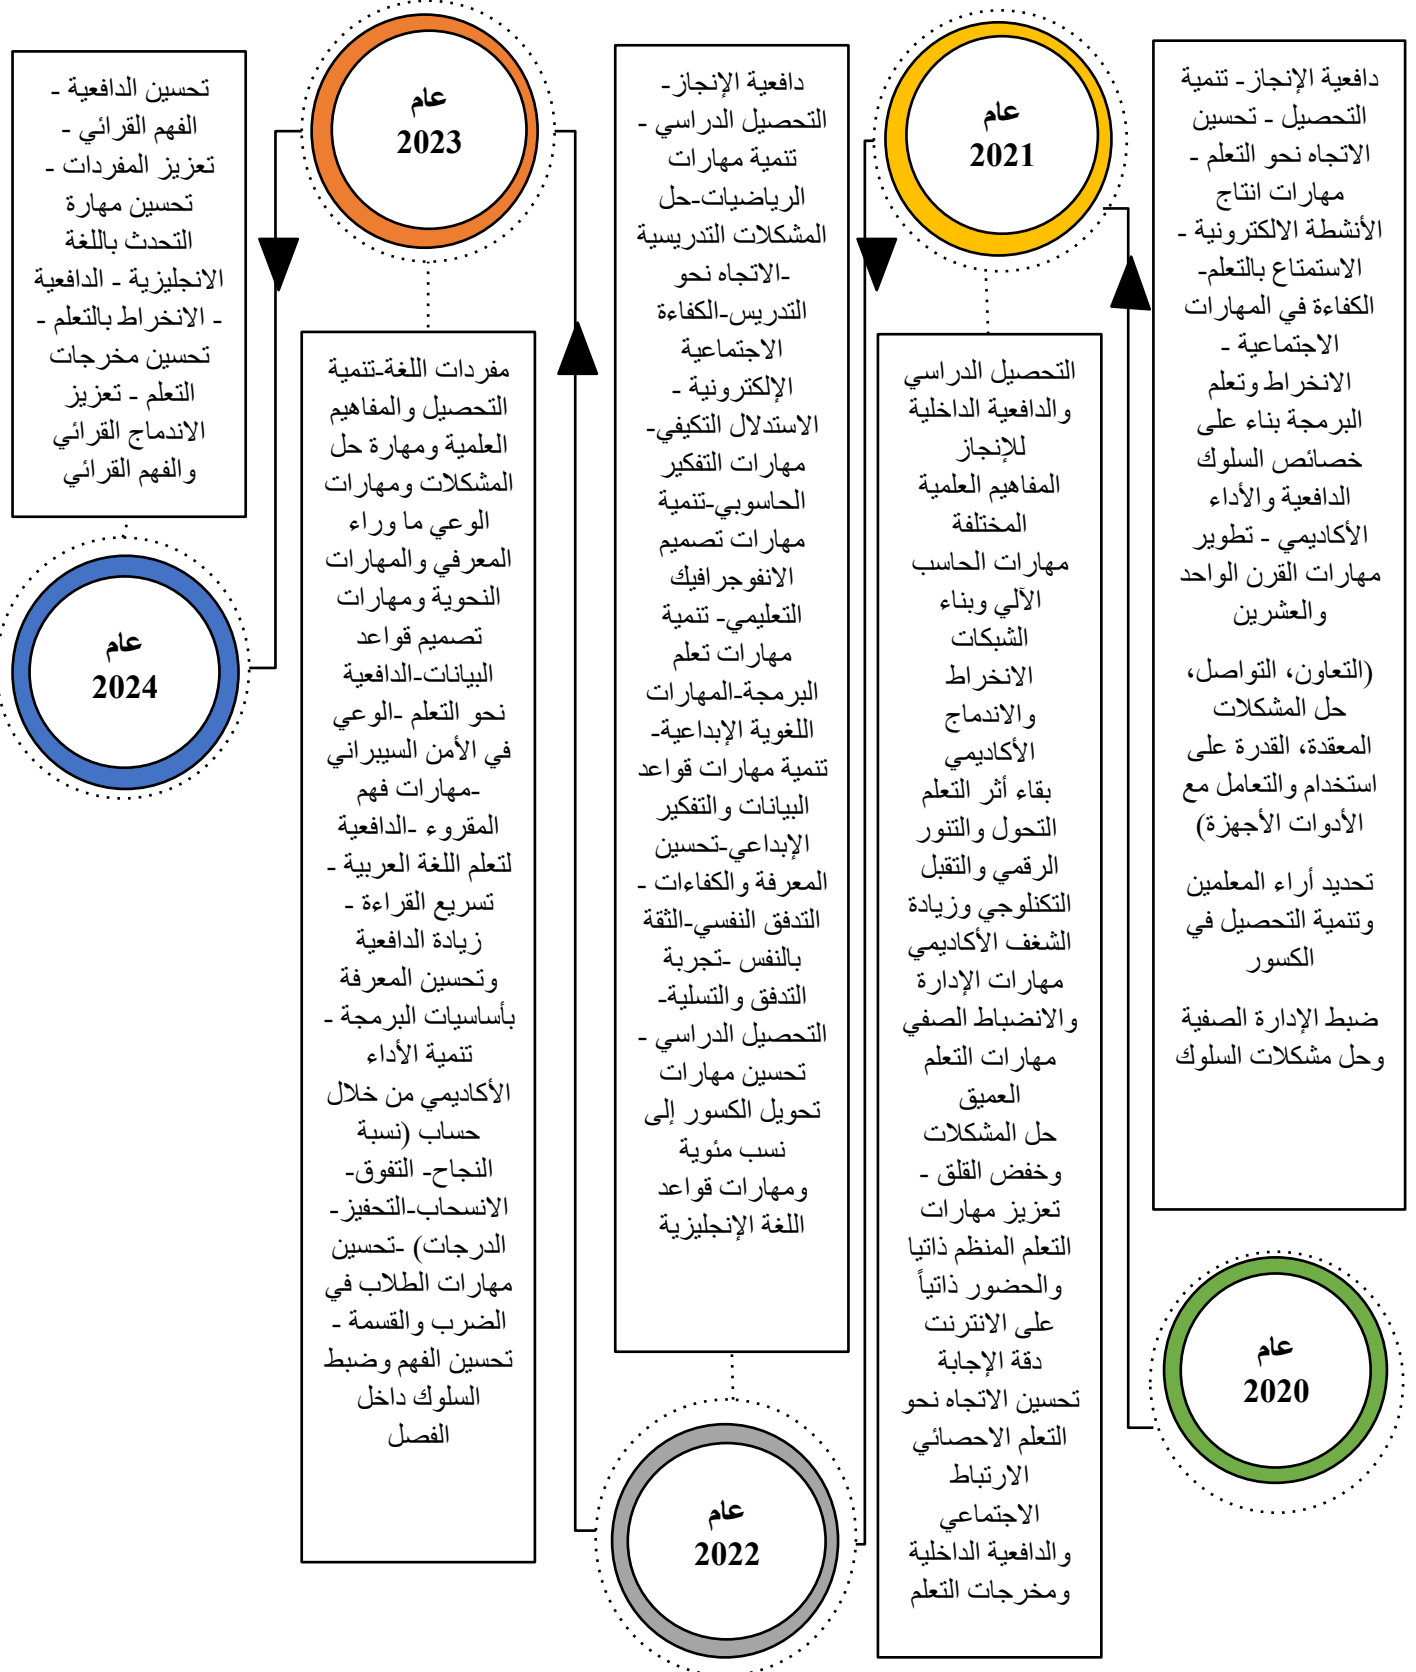 دافعية الإنجاز- تنمية
التحصيل - تحسين
الاتجاه نحو التعلم -
مهارات انتاج
الأنشطة الالكترونية -
الاستمتاع بالتعلم-
الكفاءة في المهارات
الاجتماعية -
الانخراط وتعلم
البرمجة بناء على
خصائص السلوك
الدافعية والأداء
الأكاديمي - تطوير
مهارات القرن الواحد
والعشرين
(التعاون، التواصل،
حل المشكلات
المعقدة، القدرة على
استخدام والتعامل مع
الأدوات الأجهزة)
تحديد أراء المعلمين
وتنمية التحصيل في
الكسور
ضبط الإدارة الصفية
وحل مشكلات السلوك
عام
2020
عام
2021
التحصيل الدراسي
والدافعية الداخلية
للإنجاز
المفاهيم العلمية
المختلفة
مهارات الحاسب
الآلي وبناء
الشبكات
الانخراط
والاندماج
الأكاديمي
بقاء أثر التعلم
التحول والتنور
الرقمي والتقبل
التكنلوجي وزيادة
الشغف الأكاديمي
مهارات الإدارة
والانضباط الصفي
مهارات التعلم
العميق
حل المشكلات
وخفض القلق -
تعزيز مهارات
التعلم المنظم ذاتيا
والحضور ذاتياً
على الانترنت
دقة الإجابة
تحسين الاتجاه نحو
التعلم الاحصائي
الارتباط
الاجتماعي
والدافعية الداخلية
ومخرجات التعلم
دافعية الإنجاز-
التحصيل الدراسي -
تنمية مهارات
الرياضيات-حل
المشكلات التدريسية
-الاتجاه نحو
التدريس-الكفاءة
الاجتماعية
الإلكترونية -
الاستدلال التكيفي-
مهارات التفكير
الحاسوبي-تنمية
مهارات تصميم
الانفوجرافيك
التعليمي- تنمية
مهارات تعلم
البرمجة-المهارات
اللغوية الإبداعية-
تنمية مهارات قواعد
البيانات والتفكير
الإبداعي-تحسين
المعرفة والكفاءات -
التدفق النفسي-الثقة
بالنفس -تجربة
التدفق والتسلية-
التحصيل الدراسي -
تحسين مهارات
تحويل الكسور إلى
نسب مئوية
ومهارات قواعد
اللغة الإنجليزية
عام
2022
عام
2023
مفردات اللغة-تنمية
التحصيل والمفاهيم
العلمية ومهارة حل
المشكلات ومهارات
الوعي ما وراء
المعرفي والمهارات
النحوية ومهارات
تصميم قواعد
البيانات-الدافعية
نحو التعلم -الوعي
في الأمن السيبراني
-مهارات فهم
المقروء -الدافعية
لتعلم اللغة العربية -
تسريع القراءة -
زيادة الدافعية
وتحسين المعرفة
بأساسيات البرمجة -
تنمية الأداء
الأكاديمي من خلال
حساب (نسبة
النجاح- التفوق-
الانسحاب-التحفيز-
الدرجات) -تحسين
مهارات الطلاب في
الضرب والقسمة -
تحسين الفهم وضبط
السلوك داخل
الفصل
تحسين الدافعية -
الفهم القرائي -
تعزيز المفردات -
تحسين مهارة
التحدث باللغة
الانجليزية - الدافعية
- الانخراط بالتعلم -
تحسين مخرجات
التعلم - تعزيز
الاندماج القرائي
والفهم القرائي
عام
2024